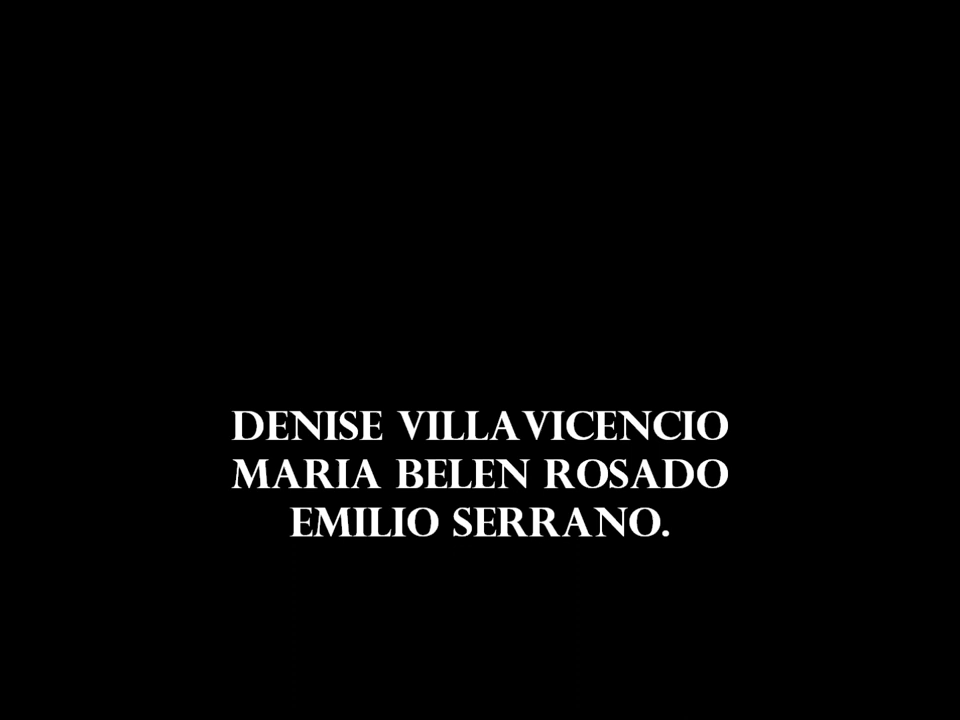 DENISE VILLAVICENCIO
MARIA BELEN ROSADO
EMILIO SERRANO.